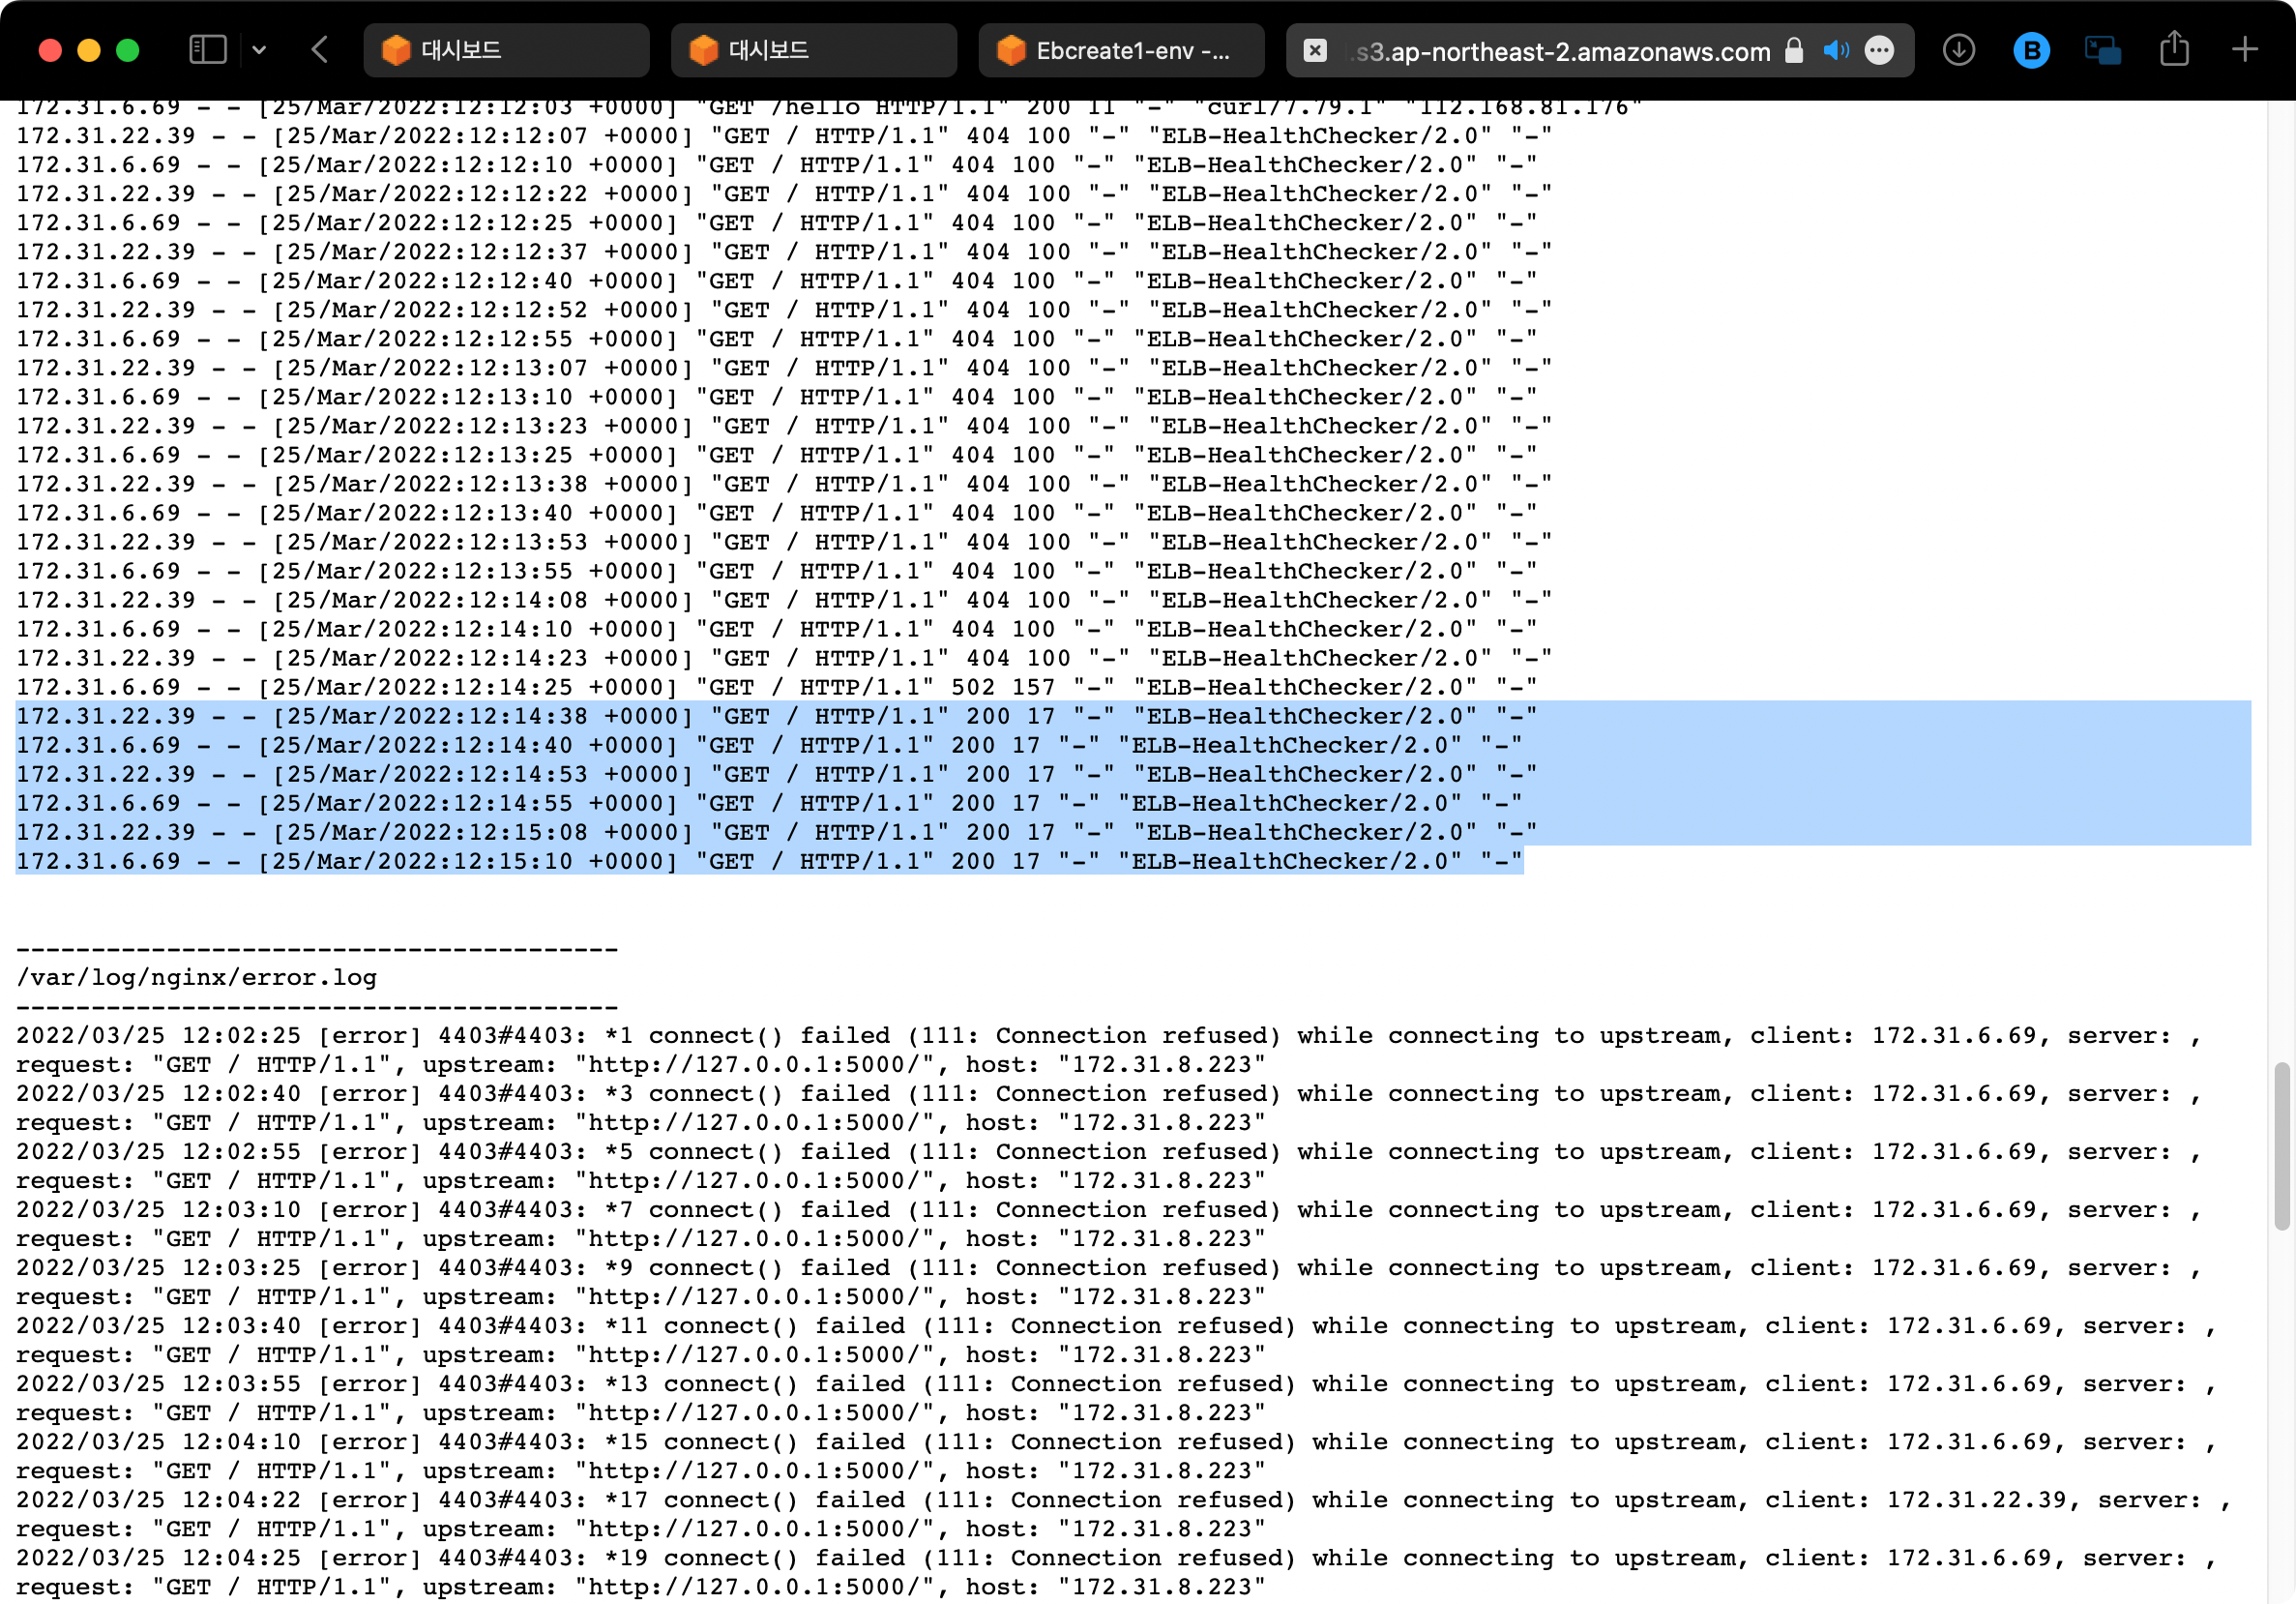 대시보드
대시보드
Ebcreate1-env -...
.s3.ap-northeast-2.amazonaws.com
B
172.31.6.69 - - [25/Mar/2022:12:12:03 +0000] "GET /hello HTTP/1.1" 200 11 "-" "curl/7.79.1" "112.168.81.176"
172.31.22.39 - - [25/Mar/2022:12:12:07 +0000] "GET / HTTP/1.1" 404 100 "-" "ELB-HealthChecker/2.0" "-"
172.31.6.69 - - [25/Mar/2022:12:12:10 +0000] "GET / HTTP/1.1" 404 100 "-" "ELB-HealthChecker/2.0" "-"
172.31.22.39 - - [25/Mar/2022:12:12:22 +0000] "GET / HTTP/1.1" 404 100 "-" "ELB-HealthChecker/2.0" "-"
172.31.6.69 - - [25/Mar/2022:12:12:25 +0000] "GET / HTTP/1.1" 404 100 "-" "ELB-HealthChecker/2.0" "-"
172.31.22.39 - - [25/Mar/2022:12:12:37 +0000] "GET / HTTP/1.1" 404 100 "-" "ELB-HealthChecker/2.0" "-"
172.31.6.69 - - [25/Mar/2022:12:12:40 +0000] "GET / HTTP/1.1" 404 100 "-" "ELB-HealthChecker/2.0" "-"
172.31.22.39 - - [25/Mar/2022:12:12:52 +0000] "GET / HTTP/1.1" 404 100 "-" "ELB-HealthChecker/2.0" "-"
172.31.6.69 - - [25/Mar/2022:12:12:55 +0000] "GET / HTTP/1.1" 404 100 "-" "ELB-HealthChecker/2.0" "-"
172.31.22.39 - - [25/Mar/2022:12:13:07 +0000] "GET / HTTP/1.1" 404 100 "-" "ELB-HealthChecker/2.0" "-"
172.31.6.69 - - [25/Mar/2022:12:13:10 +0000] "GET / HTTP/1.1" 404 100 "-" "ELB-HealthChecker/2.0" "-"
172.31.22.39 - - [25/Mar/2022:12:13:23 +0000] "GET / HTTP/1.1" 404 100 "-" "ELB-HealthChecker/2.0" "-"
172.31.6.69 - - [25/Mar/2022:12:13:25 +0000] "GET / HTTP/1.1" 404 100 "-" "ELB-HealthChecker/2.0" "-"
172.31.22.39 - - [25/Mar/2022:12:13:38 +0000] "GET / HTTP/1.1" 404 100 "-" "ELB-HealthChecker/2.0" "-"
172.31.6.69 - - [25/Mar/2022:12:13:40 +0000] "GET / HTTP/1.1" 404 100 "-" "ELB-HealthChecker/2.0" "-"
172.31.22.39 - - [25/Mar/2022:12:13:53 +0000] "GET / HTTP/1.1" 404 100 "-" "ELB-HealthChecker/2.0" "-"
172.31.6.69 - - [25/Mar/2022:12:13:55 +0000] "GET / HTTP/1.1" 404 100 "-" "ELB-HealthChecker/2.0" "-"
172.31.22.39 - - [25/Mar/2022:12:14:08 +0000] "GET / HTTP/1.1" 404 100 "-" "ELB-HealthChecker/2.0" "-"
172.31.6.69 - - [25/Mar/2022:12:14:10 +0000] "GET / HTTP/1.1" 404 100 "-" "ELB-HealthChecker/2.0" "-"
172.31.22.39 - - [25/Mar/2022:12:14:23 +0000] "GET / HTTP/1.1" 404 100 "-" "ELB-HealthChecker/2.0" "-"
172.31.6.69 - - [25/Mar/2022:12:14:25 +0000] "GET / HTTP/1.1" 502 157 "-" "ELB-HealthChecker/2.0" "-"
172.31.22.39 - - [25/Mar/2022:12:14:38 +0000] "GET / HTTP/1.1" 200 17 "-" "ELB-HealthChecker/2.0" "-"
172.31.6.69 - - [25/Mar/2022:12:14:40 +0000] "GET / HTTP/1.1" 200 17 "-" "ELB-HealthChecker/2.0" "-"
172.31.22.39 - - [25/Mar/2022:12:14:53 +0000] "GET / HTTP/1.1" 200 17 "-" "ELB-HealthChecker/2.0" "-"
172.31.6.69 - - [25/Mar/2022:12:14:55 +0000] "GET / HTTP/1.1" 200 17 "-" "ELB-HealthChecker/2.0" "-"
172.31.22.39 - - [25/Mar/2022:12:15:08 +0000] "GET / HTTP/1.1" 200 17 "-" "ELB-HealthChecker/2.0" "-"
172.31.6.69 - - [25/Mar/2022:12:15:10 +0000] "GET / HTTP/1.1" 200 17 "-" "ELB-HealthChecker/2.0" "-"
----------------------------------------
/var/log/nginx/error.log
----------------------------------------
2022/03/25 12:02:25 [error] 4403#4403: *1 connect() failed (111: Connection refused) while connecting to upstream, client: 172.31.6.69, server: ,
request: "GET / HTTP/1.1", upstream: "http://127.0.0.1:5000/", host: "172.31.8.223"
2022/03/25 12:02:40 [error] 4403#4403: *3 connect() failed (111: Connection refused) while connecting to upstream, client: 172.31.6.69, server: ,
request: "GET / HTTP/1.1", upstream: "http://127.0.0.1:5000/", host: "172.31.8.223"
2022/03/25 12:02:55 [error] 4403#4403: *5 connect() failed (111: Connection refused) while connecting to upstream, client: 172.31.6.69, server: ,
request: "GET / HTTP/1.1", upstream: "http://127.0.0.1:5000/", host: "172.31.8.223"
2022/03/25 12:03:10 [error] 4403#4403: *7 connect() failed (111: Connection refused) while connecting to upstream, client: 172.31.6.69, server: ,
request: "GET / HTTP/1.1", upstream: "http://127.0.0.1:5000/", host: "172.31.8.223"
2022/03/25 12:03:25 [error] 4403#4403: *9 connect() failed (111: Connection refused) while connecting to upstream, client: 172.31.6.69, server: ,
request: "GET / HTTP/1.1", upstream: "http://127.0.0.1:5000/", host: "172.31.8.223"
2022/03/25 12:03:40 [error] 4403#4403: *11 connect() failed (111: Connection refused) while connecting to upstream, client: 172.31.6.69, server: ,
request: "GET / HTTP/1.1", upstream: "http://127.0.0.1:5000/", host: "172.31.8.223"
2022/03/25 12:03:55 [error] 4403#4403: *13 connect() failed (111: Connection refused) while connecting to upstream, client: 172.31.6.69, server: ,
request: "GET / HTTP/1.1", upstream: "http://127.0.0.1:5000/", host: "172.31.8.223"
2022/03/25 12:04:10 [error] 4403#4403: *15 connect() failed (111: Connection refused) while connecting to upstream, client: 172.31.6.69, server: ,
request: "GET / HTTP/1.1", upstream: "http://127.0.0.1:5000/", host: "172.31.8.223"
2022/03/25 12:04:22 [error] 4403#4403: *17 connect() failed (111: Connection refused) while connecting to upstream, client: 172.31.22.39, server: ,
request: "GET / HTTP/1.1", upstream: "http://127.0.0.1:5000/", host: "172.31.8.223"
2022/03/25 12:04:25 [error] 4403#4403: *19 connect() failed (111: Connection refused) while connecting to upstream, client: 172.31.6.69, server: ,
request: "GET / HTTP/1.1", upstream: "http://127.0.0.1:5000/", host: "172.31.8.223"